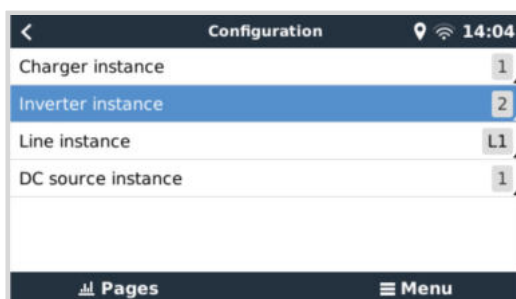 Configuration 14:04
Charger instance 1
Inverter instance 2
Line instance L1
DC source instance 1
Pages Menu